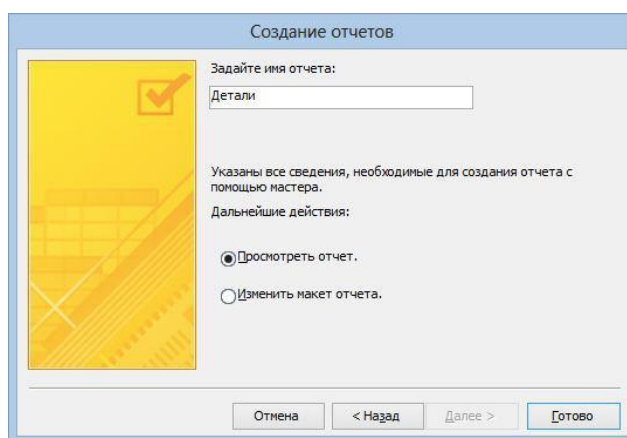 Создание отчетов
Задайте имя отчета:
Детали
Указаны все сведения, необходимые для создания отчета с
помощью мастера.
Дальнейшие действия:
Просмотреть отчет.
Изменить макет отчета.
Отмена
< Назад
Далее >
Готово